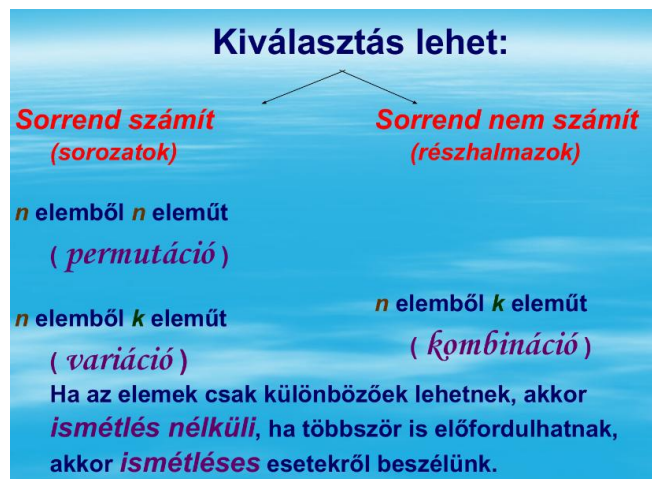 Kiválasztás lehet:
Sorrend számít
(sorozatok)
Sorrend nem számít
(részhalmazok)
n elemből n eleműt
( permutáció )
n elemből k eleműt
( variáció )
n elemből k eleműt
( kombináció )
Ha az elemek csak különbözőek lehetnek, akkor
ismétlés nélküli, ha többször is előfordulhatnak,
akkor ismétléses esetekről beszélünk.